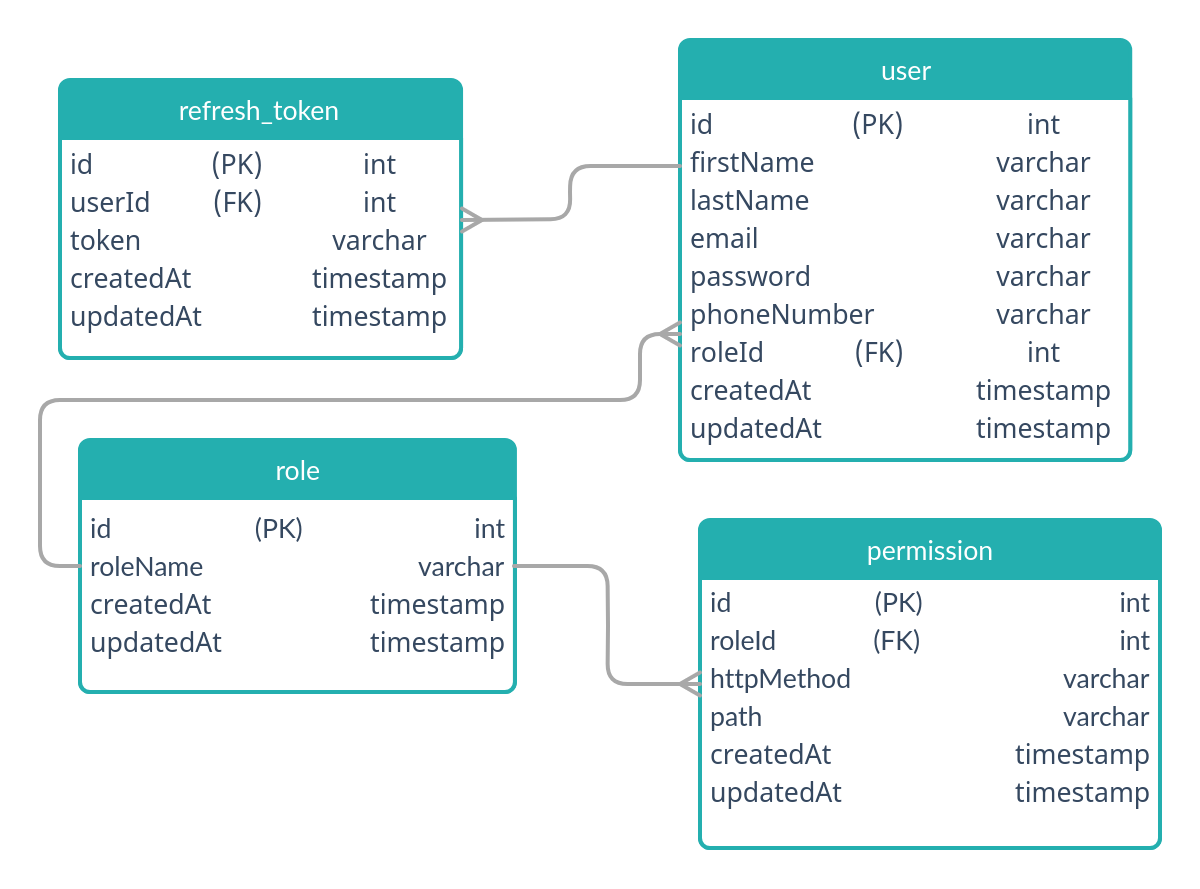 refresh_token
id (PK) int
userId (FK) int
token varchar
createdAt timestamp
updatedAt timestamp
user
id (PK) int
firstName varchar
lastName varchar
email varchar
password varchar
phoneNumber varchar
roleId (FK) int
createdAt timestamp
updatedAt timestamp
role
id (PK) int
roleName varchar
createdAt timestamp
updatedAt timestamp
permission
id (PK) int
roleId (FK) int
httpMethod varchar
path varchar
createdAt timestamp
updatedAt timestamp